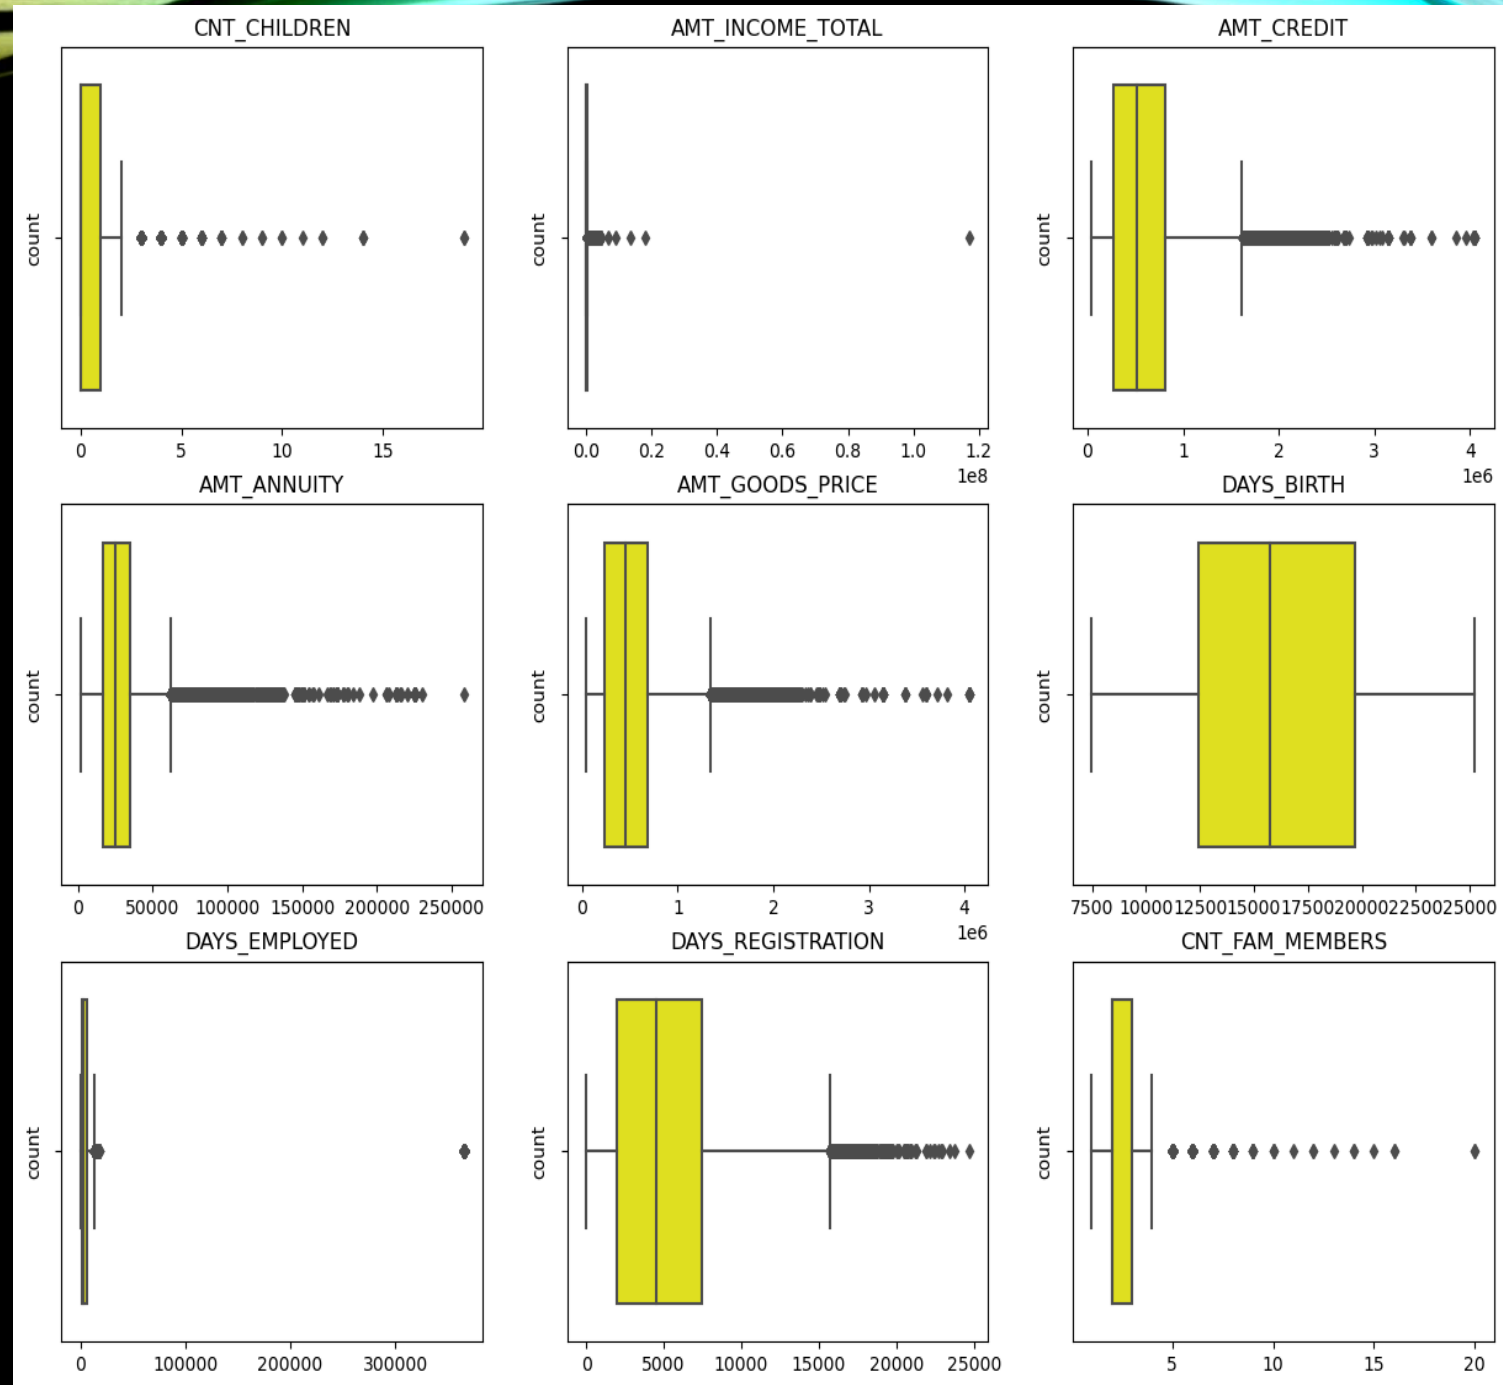 CNT_CHILDREN
count
0 5 10 15
AMT_INCOME_TOTAL
count
0.0 0.2 0.4 0.6 0.8 1.0 1.2
1e8
AMT_CREDIT
count
0 1 2 3 4
1e6
AMT_ANNUITY
count
0 50000 100000 150000 200000 250000
AMT_GOODS_PRICE
count
0 1 2 3 4
1e6
DAYS_BIRTH
count
7500 10000 12500 15000 17500 20000 22500 25000
DAYS_EMPLOYED
count
0 100000 200000 300000
DAYS_REGISTRATION
count
0 5000 10000 15000 20000 25000
CNT_FAM_MEMBERS
count
5 10 15 20